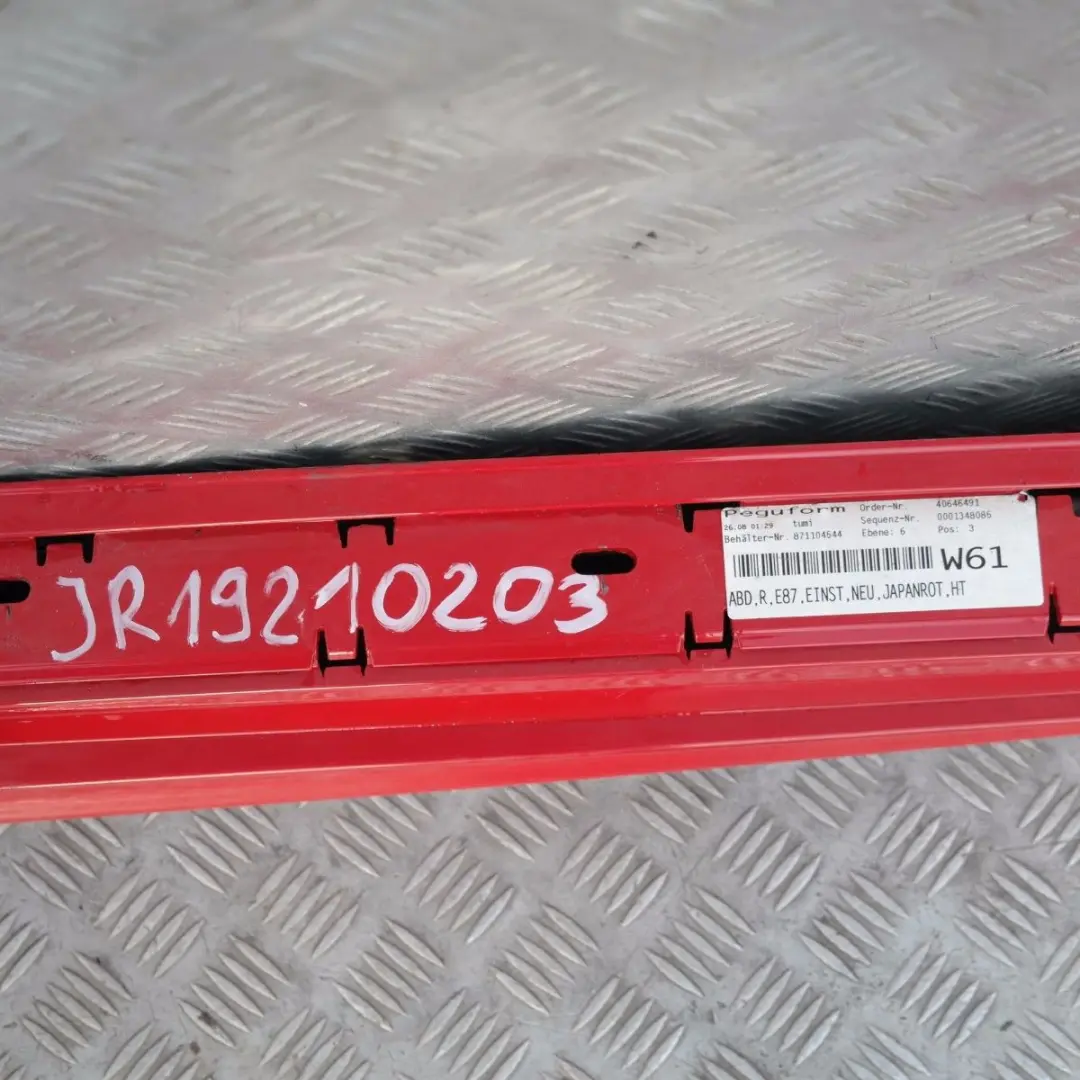 JR19210203
Peguform Order-Nr. 40646491
26.08 01:29 tumi Sequenz-Nr. 0001348086
Behälter-Nr. 871104544 Ebene: 6 Pos: 3
W61
ABD,R,E87,EINST,NEU,JAPANROT,HT